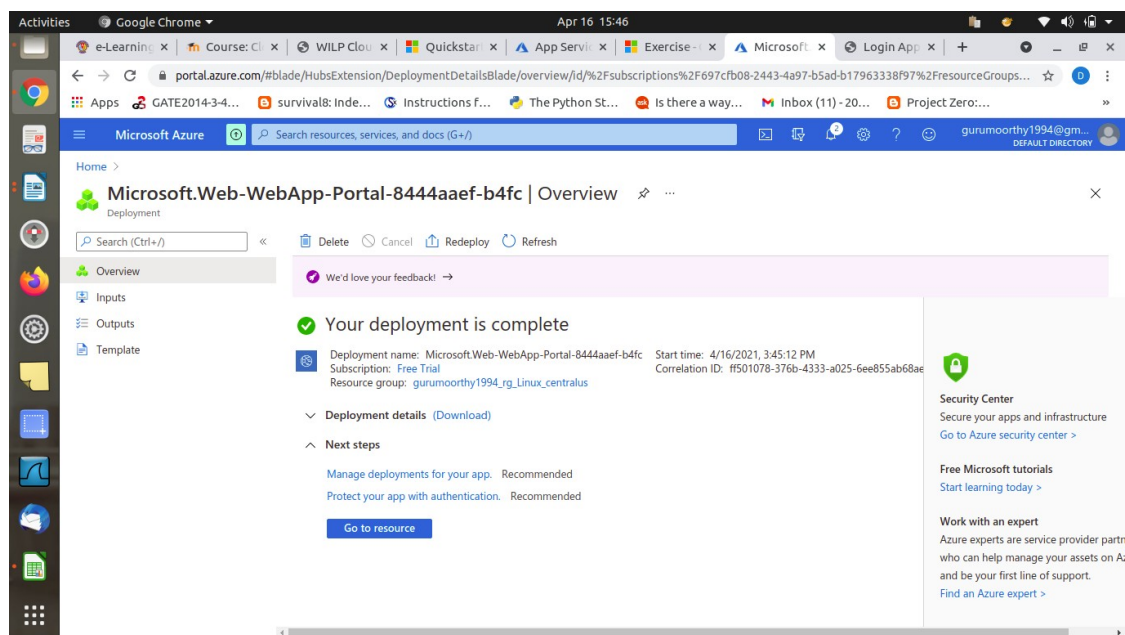 Activities
Google Chrome
Apr 16 15:46
e-Learning
Course: Cl
WILP Clou
Quickstar
App Servic
Exercise -
Microsoft.
Login App
portal.azure.com/#blade/HubsExtension/DeploymentDetailsBlade/overview/id/%2Fsubscriptions%2F697cfb08-2443-4a97-b5ad-b17963338f97%2FresourceGroups...
D
Apps
GATE2014-3-4...
survival8: Inde...
Instructions f...
The Python St...
Is there a way...
Inbox (11) - 20...
Project Zero:...
»
Microsoft Azure
Search resources, services, and docs (G+/)
2
gurumoorthy1994@gm...
DEFAULT DIRECTORY
Home >
Microsoft.Web-WebApp-Portal-8444aaef-b4fc | Overview
Deployment
Search (Ctrl+/)
«
Delete
Cancel
Redeploy
Refresh
Overview
Inputs
Outputs
Template
We'd love your feedback! →
Your deployment is complete
Deployment name: Microsoft.Web-WebApp-Portal-8444aaef-b4fc
Subscription: Free Trial
Resource group: gurumoorthy1994_rg_Linux_centralus
Start time: 4/16/2021, 3:45:12 PM
Correlation ID: ff501078-376b-4333-a025-6ee855ab68ae
Deployment details (Download)
Next steps
Manage deployments for your app. Recommended
Protect your app with authentication. Recommended
Go to resource
Security Center
Secure your apps and infrastructure
Go to Azure security center >
Free Microsoft tutorials
Start learning today >
Work with an expert
Azure experts are service provider partn
who can help manage your assets on Az
and be your first line of support.
Find an Azure expert >